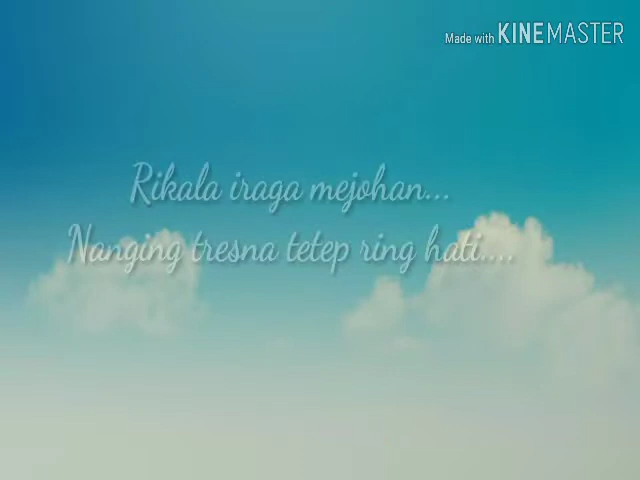 Made with KINEMASTER
Rikala iraga mejohan...
Nanging tresna tetep ring hati....